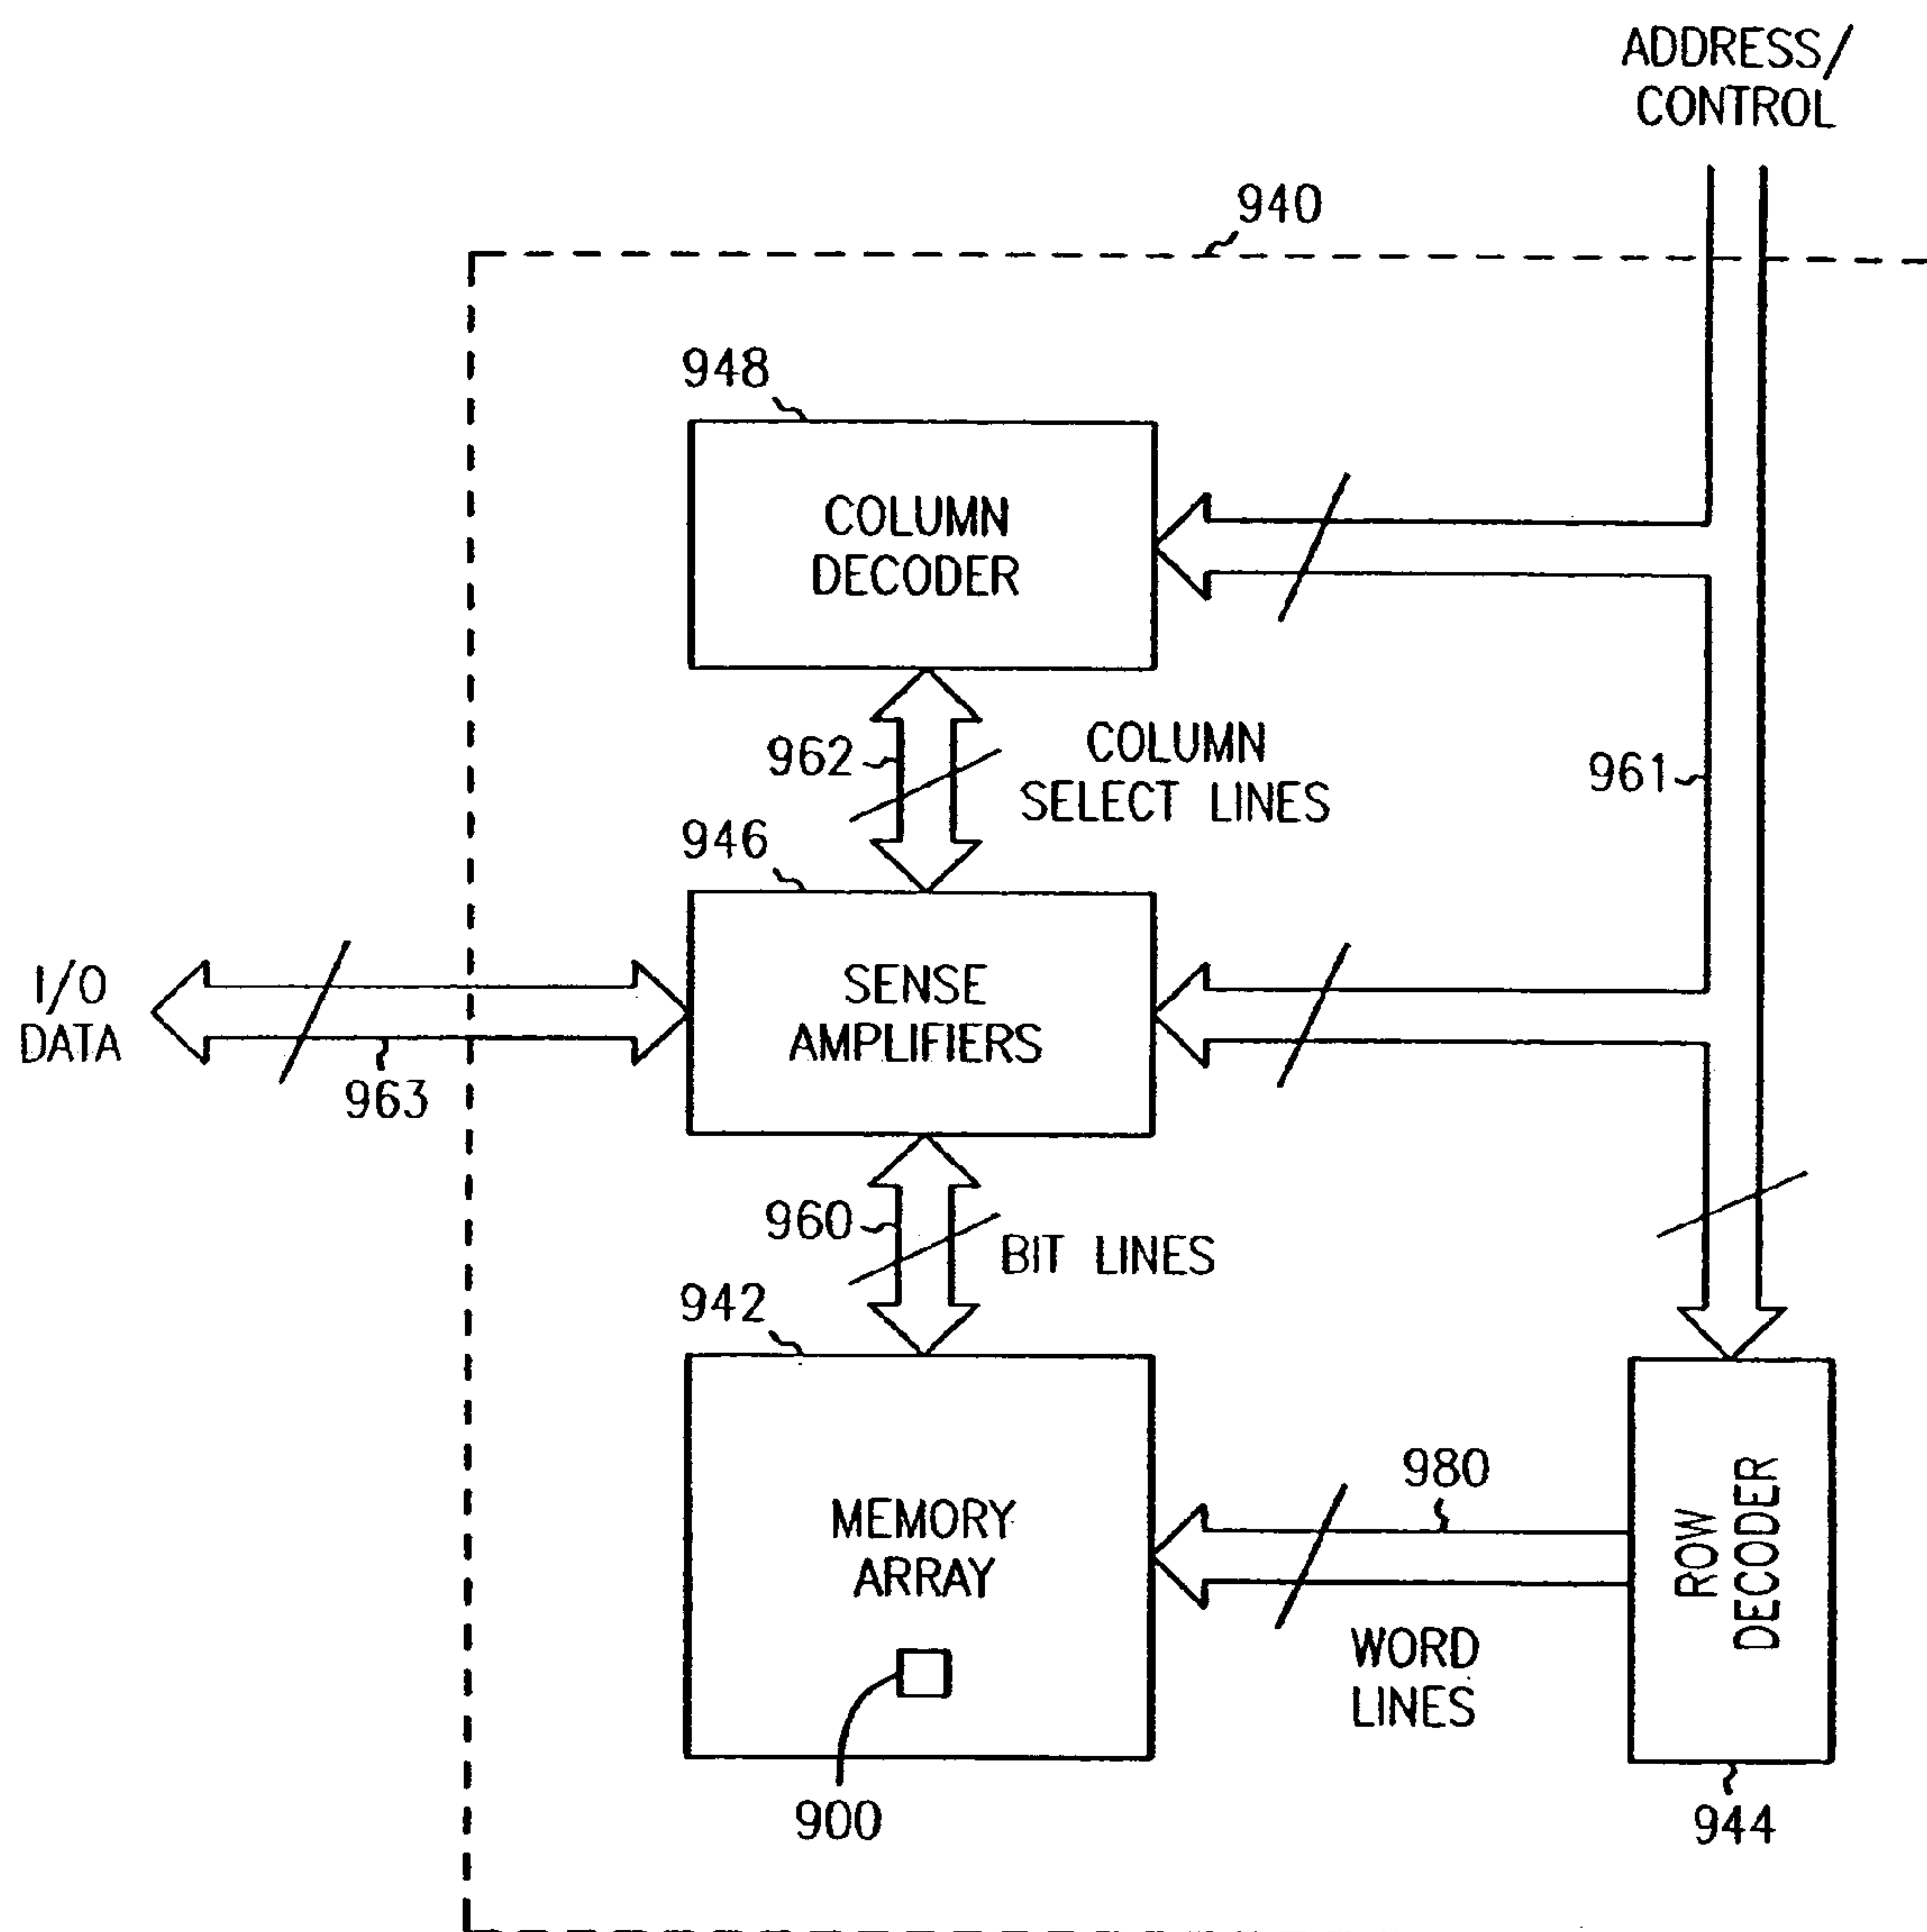 ADDRESS/
CONTROL
940
948
COLUMN
DECODER
962
COLUMN
SELECT LINES
961
946
I/O
DATA
SENSE
AMPLIFIERS
963
960
BIT LINES
942
980
MEMORY
ARRAY
ROW
DECODER
WORD
LINES
900
944